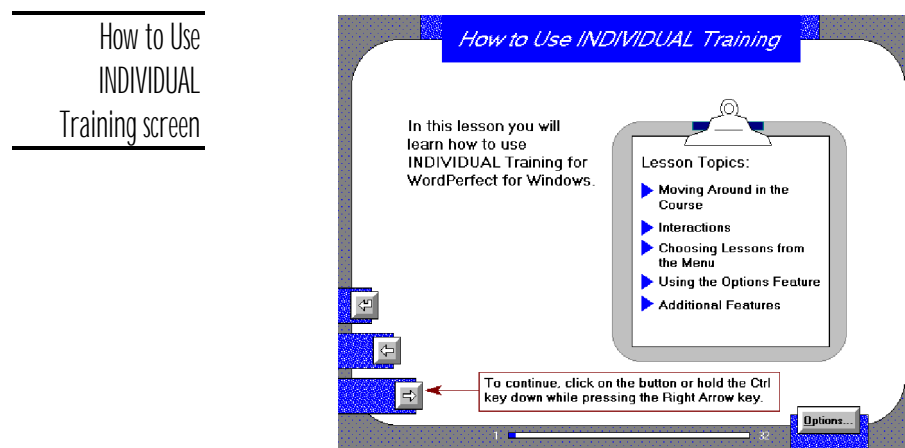 How to Use
INDIVIDUAL
Training screen
How to Use INDIVIDUAL Training
In this lesson you will
learn how to use
INDIVIDUAL Training for
WordPerfect for Windows.
Lesson Topics:
Moving Around in the
Course
Interactions
Choosing Lessons from
the Menu
Using the Options Feature
Additional Features
To continue, click on the button or hold the Ctrl
key down while pressing the Right Arrow key.
Options...
1 32